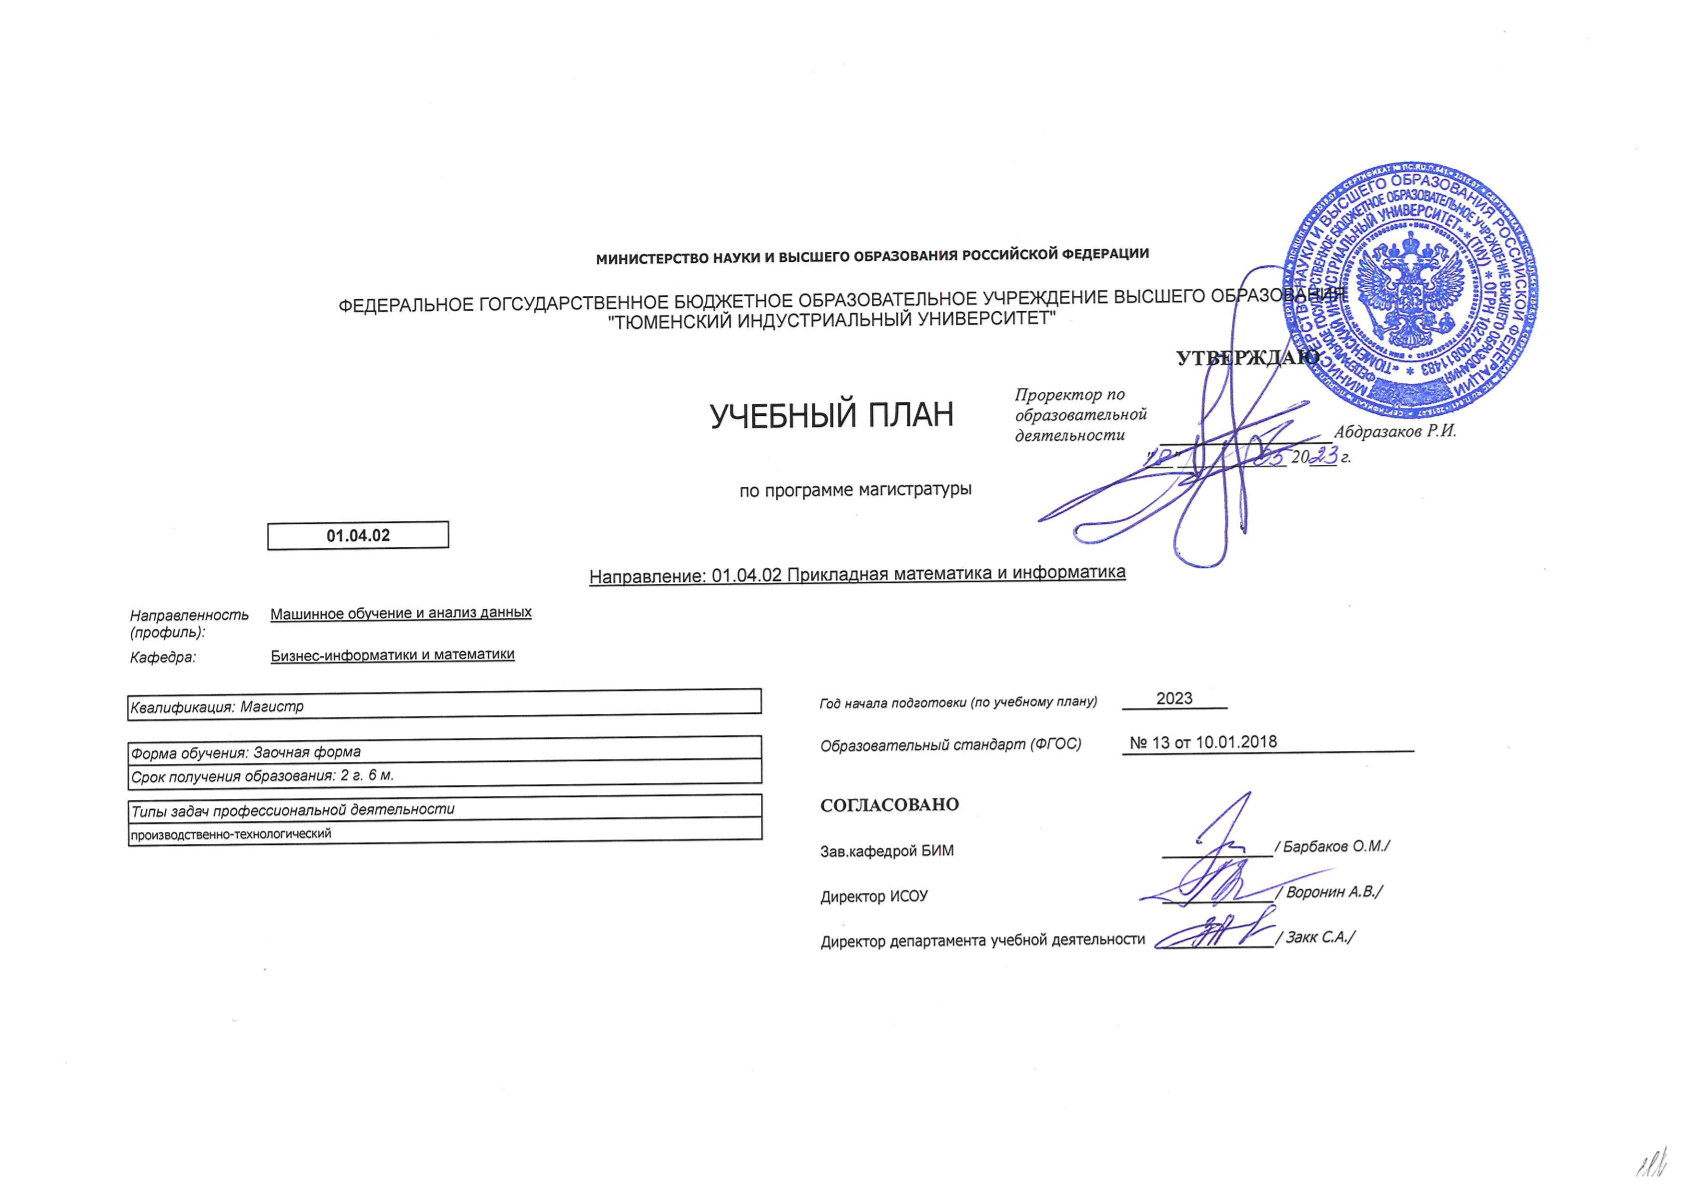 МИНИСТЕРСТВО НАУКИ И ВЫСШЕГО ОБРАЗОВАНИЯ РОССИЙСКОЙ ФЕДЕРАЦИИ
ФЕДЕРАЛЬНОЕ ГОГСУДАРСТВЕННОЕ БЮДЖЕТНОЕ ОБРАЗОВАТЕЛЬНОЕ УЧРЕЖДЕНИЕ ВЫСШЕГО ОБРАЗОВАНИЯ
"ТЮМЕНСКИЙ ИНДУСТРИАЛЬНЫЙ УНИВЕРСИТЕТ"
УТВЕРЖДАЮ
УЧЕБНЫЙ ПЛАН
Проректор по
образовательной
деятельности Абдразаков Р.И.
"18" 05 2023 г.
по программе магистратуры
01.04.02
Направление: 01.04.02 Прикладная математика и информатика
Направленность (профиль): Машинное обучение и анализ данных
Кафедра: Бизнес-информатики и математики
Квалификация: Магистр
Форма обучения: Заочная форма
Срок получения образования: 2 г. 6 м.
Типы задач профессиональной деятельности
производственно-технологический
Год начала подготовки (по учебному плану) 2023
Образовательный стандарт (ФГОС) № 13 от 10.01.2018
СОГЛАСОВАНО
Зав.кафедрой БИМ / Барбаков О.М./
Директор ИСОУ / Воронин А.В./
Директор департамента учебной деятельности / Закк С.А./
МИНИСТЕРСТВО НАУКИ И ВЫСШЕГО ОБРАЗОВАНИЯ РОССИЙСКОЙ ФЕДЕРАЦИИ
ФЕДЕРАЛЬНОЕ ГОСУДАРСТВЕННОЕ БЮДЖЕТНОЕ ОБРАЗОВАТЕЛЬНОЕ УЧРЕЖДЕНИЕ ВЫСШЕГО ОБРАЗОВАНИЯ
«ТЮМЕНСКИЙ ИНДУСТРИАЛЬНЫЙ УНИВЕРСИТЕТ» * (ТИУ) * ОГРН 1027200811483 *